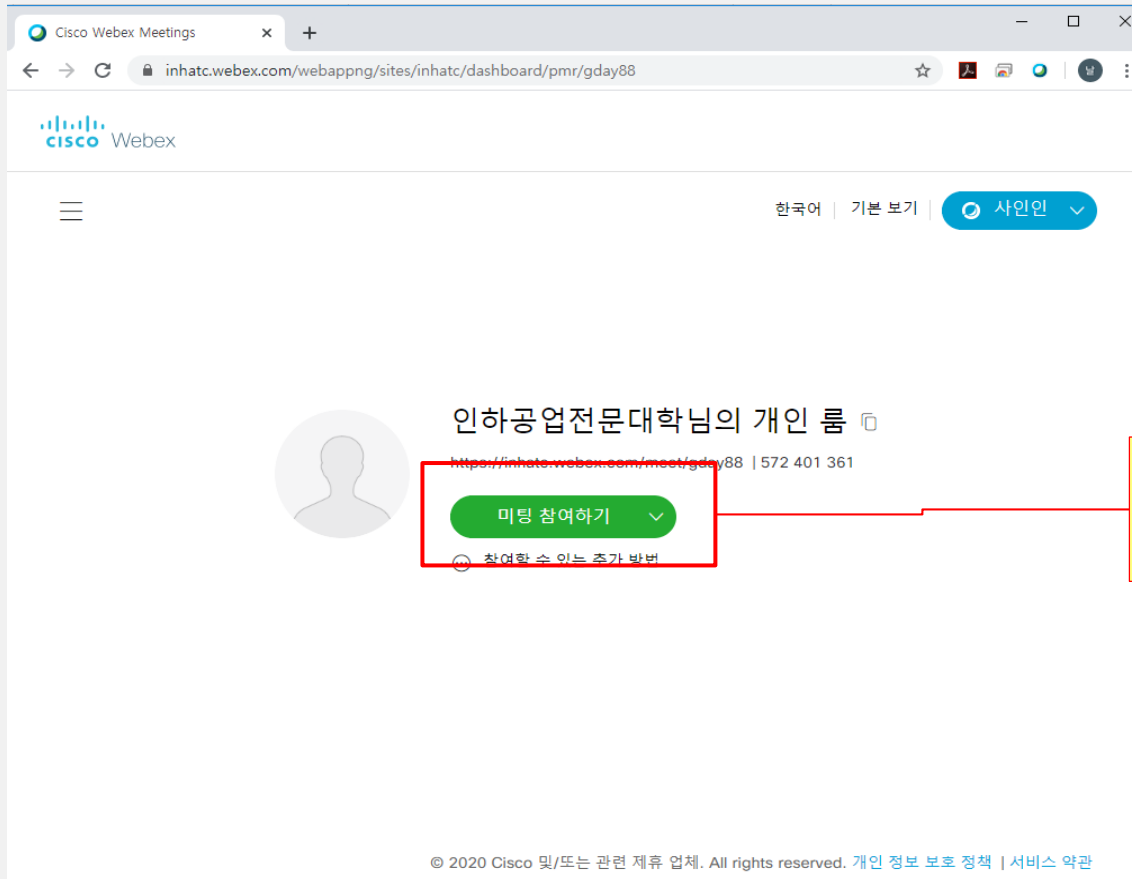 Cisco Webex Meetings
inhatc.webex.com/webappng/sites/inhatc/dashboard/pmr/gday88
날
cisco Webex
한국어 | 기본 보기 | 사인인
인하공업전문대학님의 개인 룸
https://inhatc.webex.com/meet/gday88 | 572 401 361
미팅 참여하기
참여할 수 있는 추가 방법
© 2020 Cisco 및/또는 관련 제휴 업체. All rights reserved. 개인 정보 보호 정책 | 서비스 약관